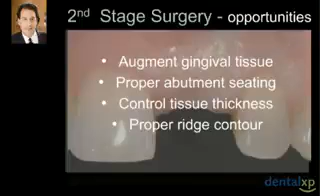 2nd Stage Surgery - opportunities
• Augment gingival tissue
• Proper abutment seating
• Control tissue thickness
• Proper ridge contour
dentalxp